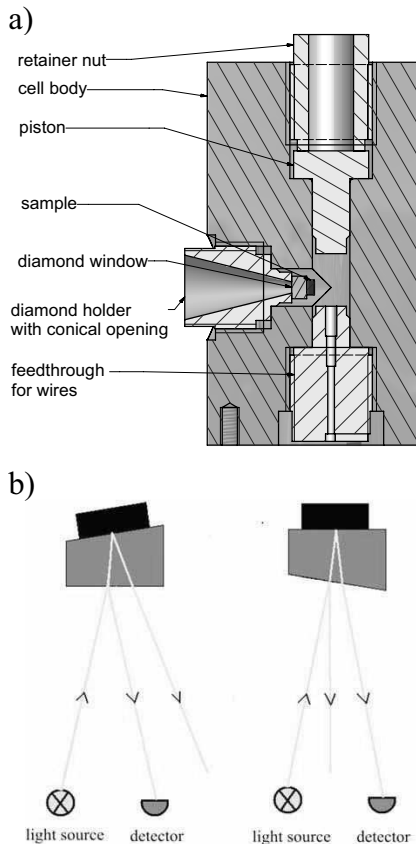 a)
retainer nut
cell body
piston
sample
diamond window
diamond holder
with conical opening
feedthrough
for wires
b)
light source detector light source detector